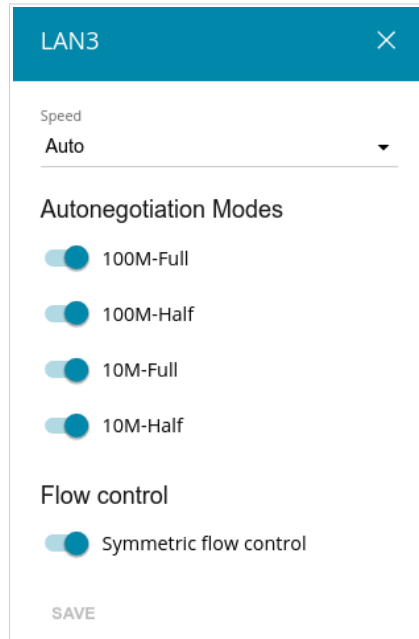 LAN3
Speed
Auto
Autonegotiation Modes
100M-Full
100M-Half
10M-Full
10M-Half
Flow control
Symmetric flow control
SAVE